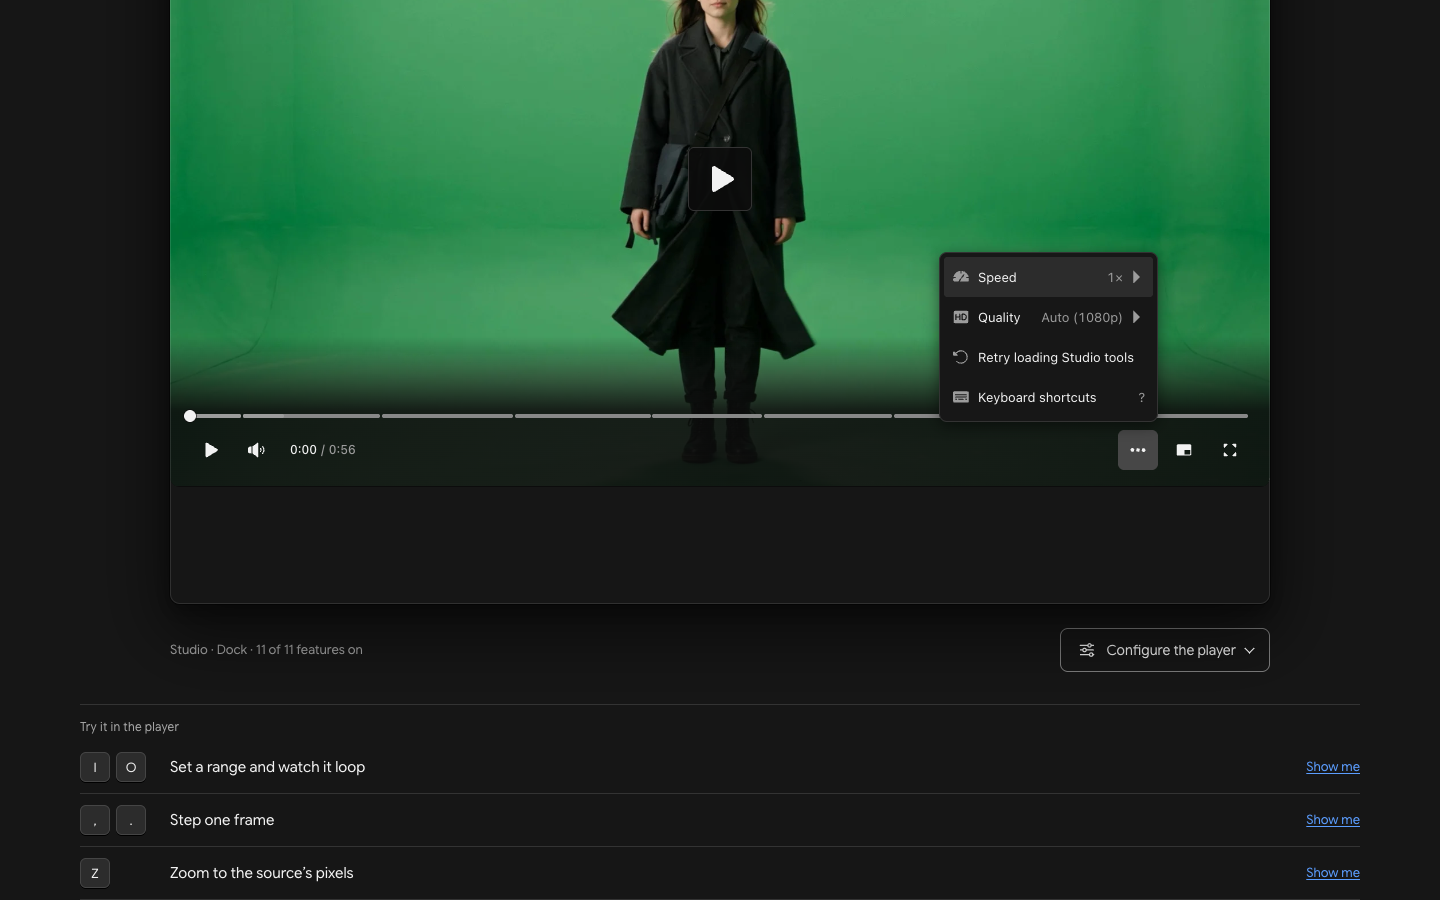 Speed 1×
HD Quality Auto (1080p)
Retry loading Studio tools
Keyboard shortcuts ?
0:00 / 0:56
Studio · Dock · 11 of 11 features on
Configure the player
Try it in the player
I O Set a range and watch it loop Show me
, . Step one frame Show me
Z Zoom to the source’s pixels Show me